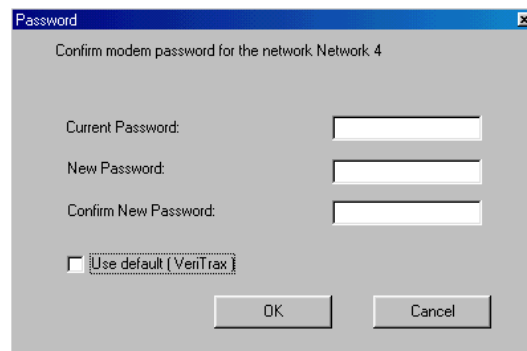 Password
Confirm modem password for the network Network 4
Current Password:
New Password:
Confirm New Password:
Use default ( VeriTrax )
OK
Cancel